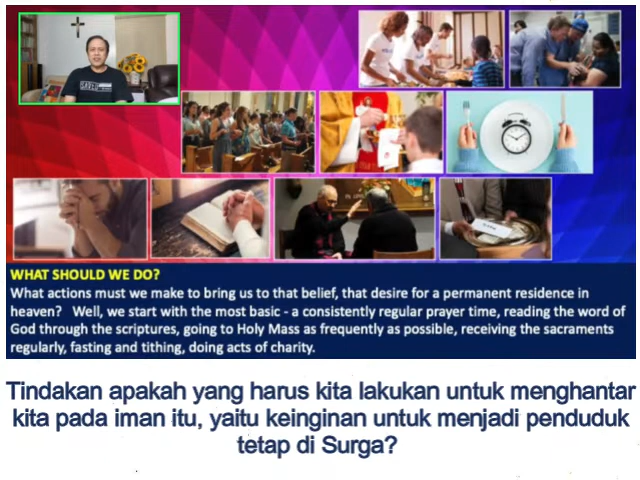 WHAT SHOULD WE DO?
What actions must we make to bring us to that belief, that desire for a permanent residence in
heaven? Well, we start with the most basic - a consistently regular prayer time, reading the word of
God through the scriptures, going to Holy Mass as frequently as possible, receiving the sacraments
regularly, fasting and tithing, doing acts of charity.
Tindakan apakah yang harus kita lakukan untuk menghantar
kita pada iman itu, yaitu keinginan untuk menjadi penduduk
tetap di Surga?